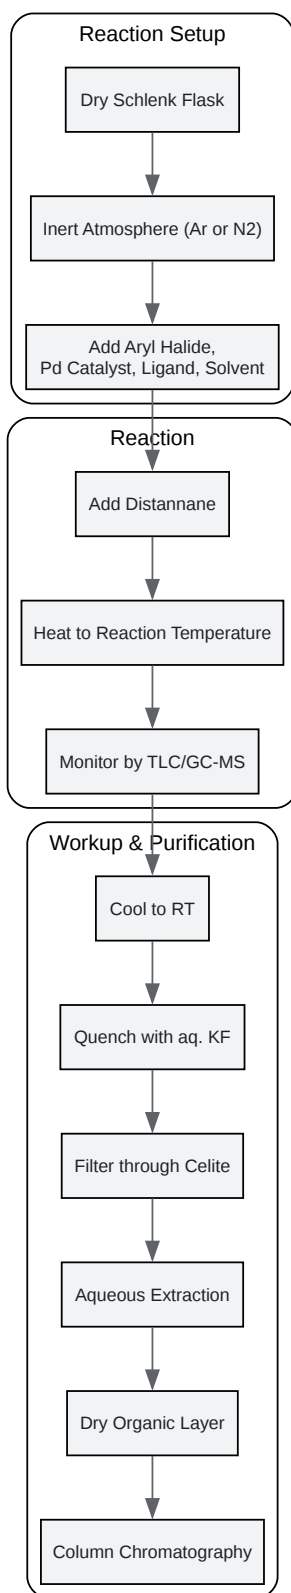 Reaction Setup
Dry Schlenk Flask
Inert Atmosphere (Ar or N2)
Add Aryl Halide,
Pd Catalyst, Ligand, Solvent
Reaction
Add Distannane
Heat to Reaction Temperature
Monitor by TLC/GC-MS
Workup & Purification
Cool to RT
Quench with aq. KF
Filter through Celite
Aqueous Extraction
Dry Organic Layer
Column Chromatography